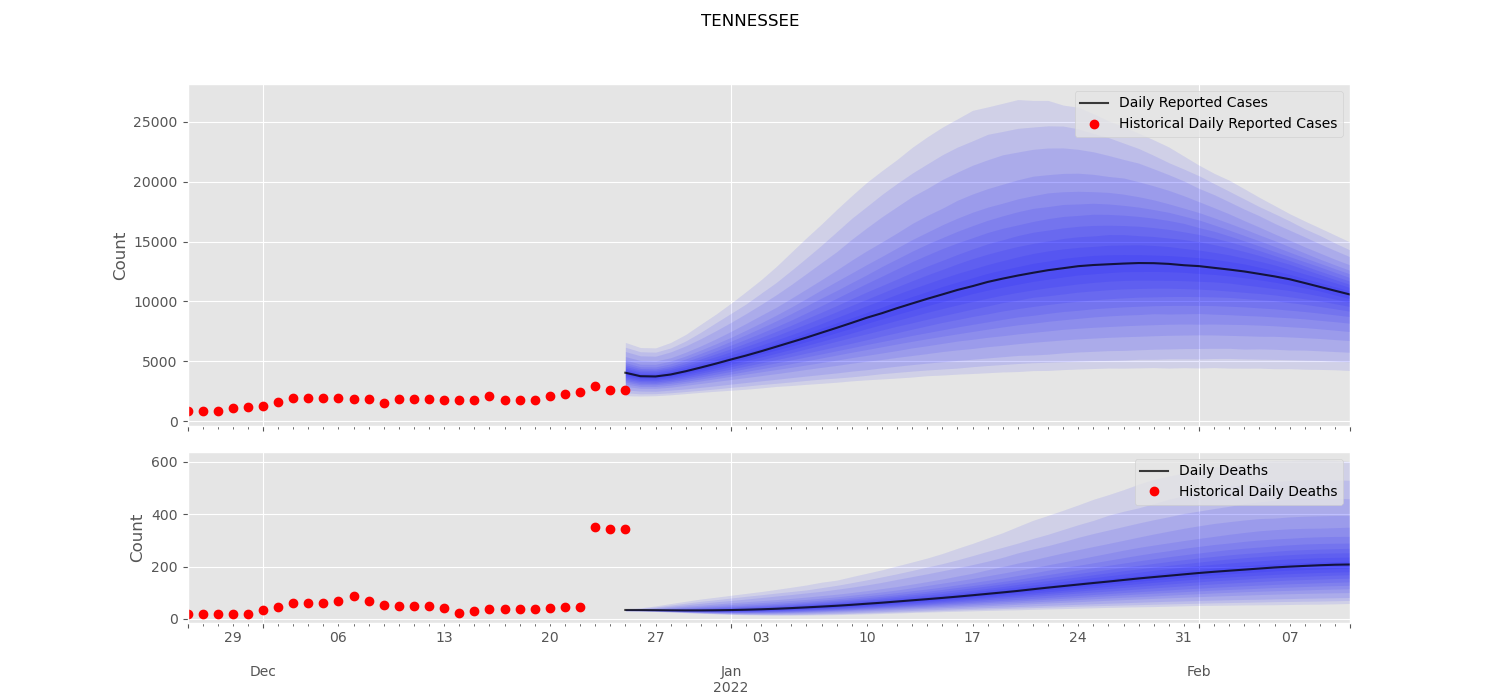 TENNESSEE
Daily Reported Cases
Historical Daily Reported Cases
25000
20000
15000
10000
5000
0
Count
Daily Deaths
Historical Daily Deaths
600
400
200
0
Count
29 06 13 20 27 03 10 17 24 31 07
Dec Jan Feb
2022